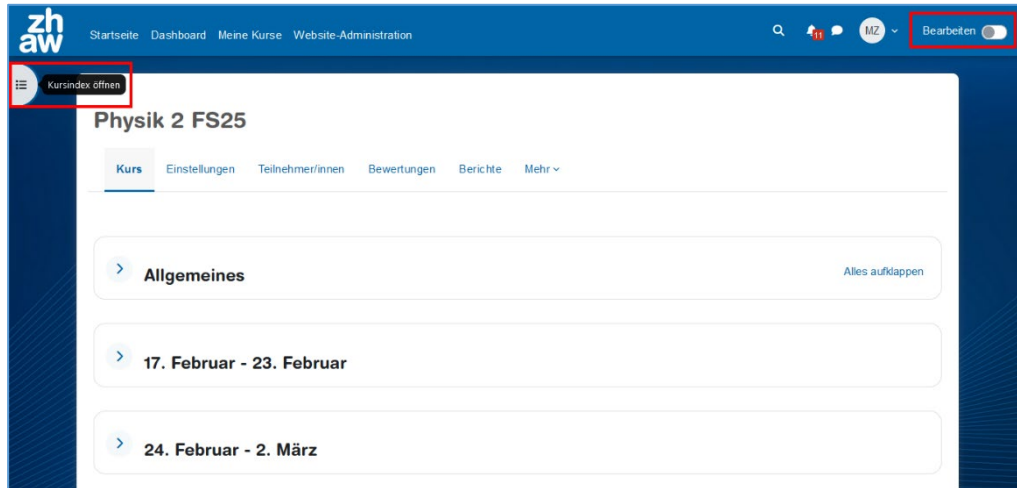 zh
aw
Startseite Dashboard Meine Kurse Website-Administration
11
MZ
Bearbeiten
Kursindex öffnen
Physik 2 FS25
Kurs Einstellungen Teilnehmer/innen Bewertungen Berichte Mehr
Allgemeines
Alles aufklappen
17. Februar - 23. Februar
24. Februar - 2. März